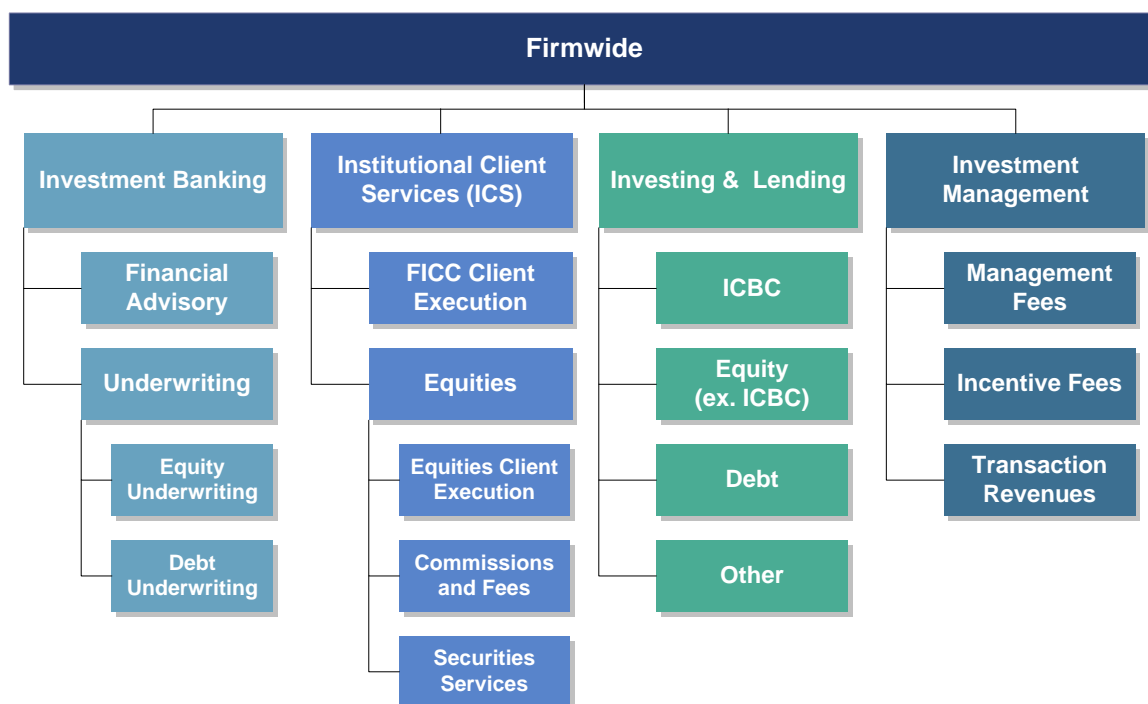 Firmwide
Investment Banking
Institutional Client
Services (ICS)
Investing & Lending
Investment
Management
Financial
Advisory
Underwriting
Equity
Underwriting
Debt
Underwriting
FICC Client
Execution
Equities
Equities Client
Execution
Commissions
and Fees
Securities
Services
ICBC
Equity
(ex. ICBC)
Debt
Other
Management
Fees
Incentive Fees
Transaction
Revenues